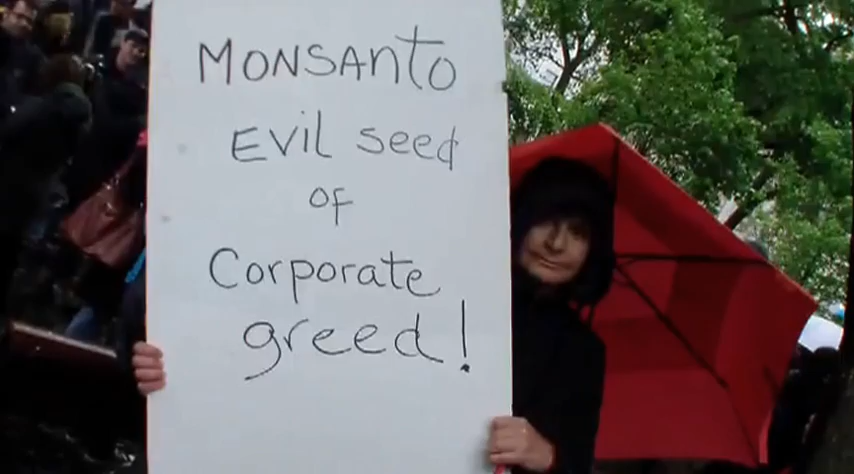 MONSANTO
EVIL seed
of
Corporate
greed!